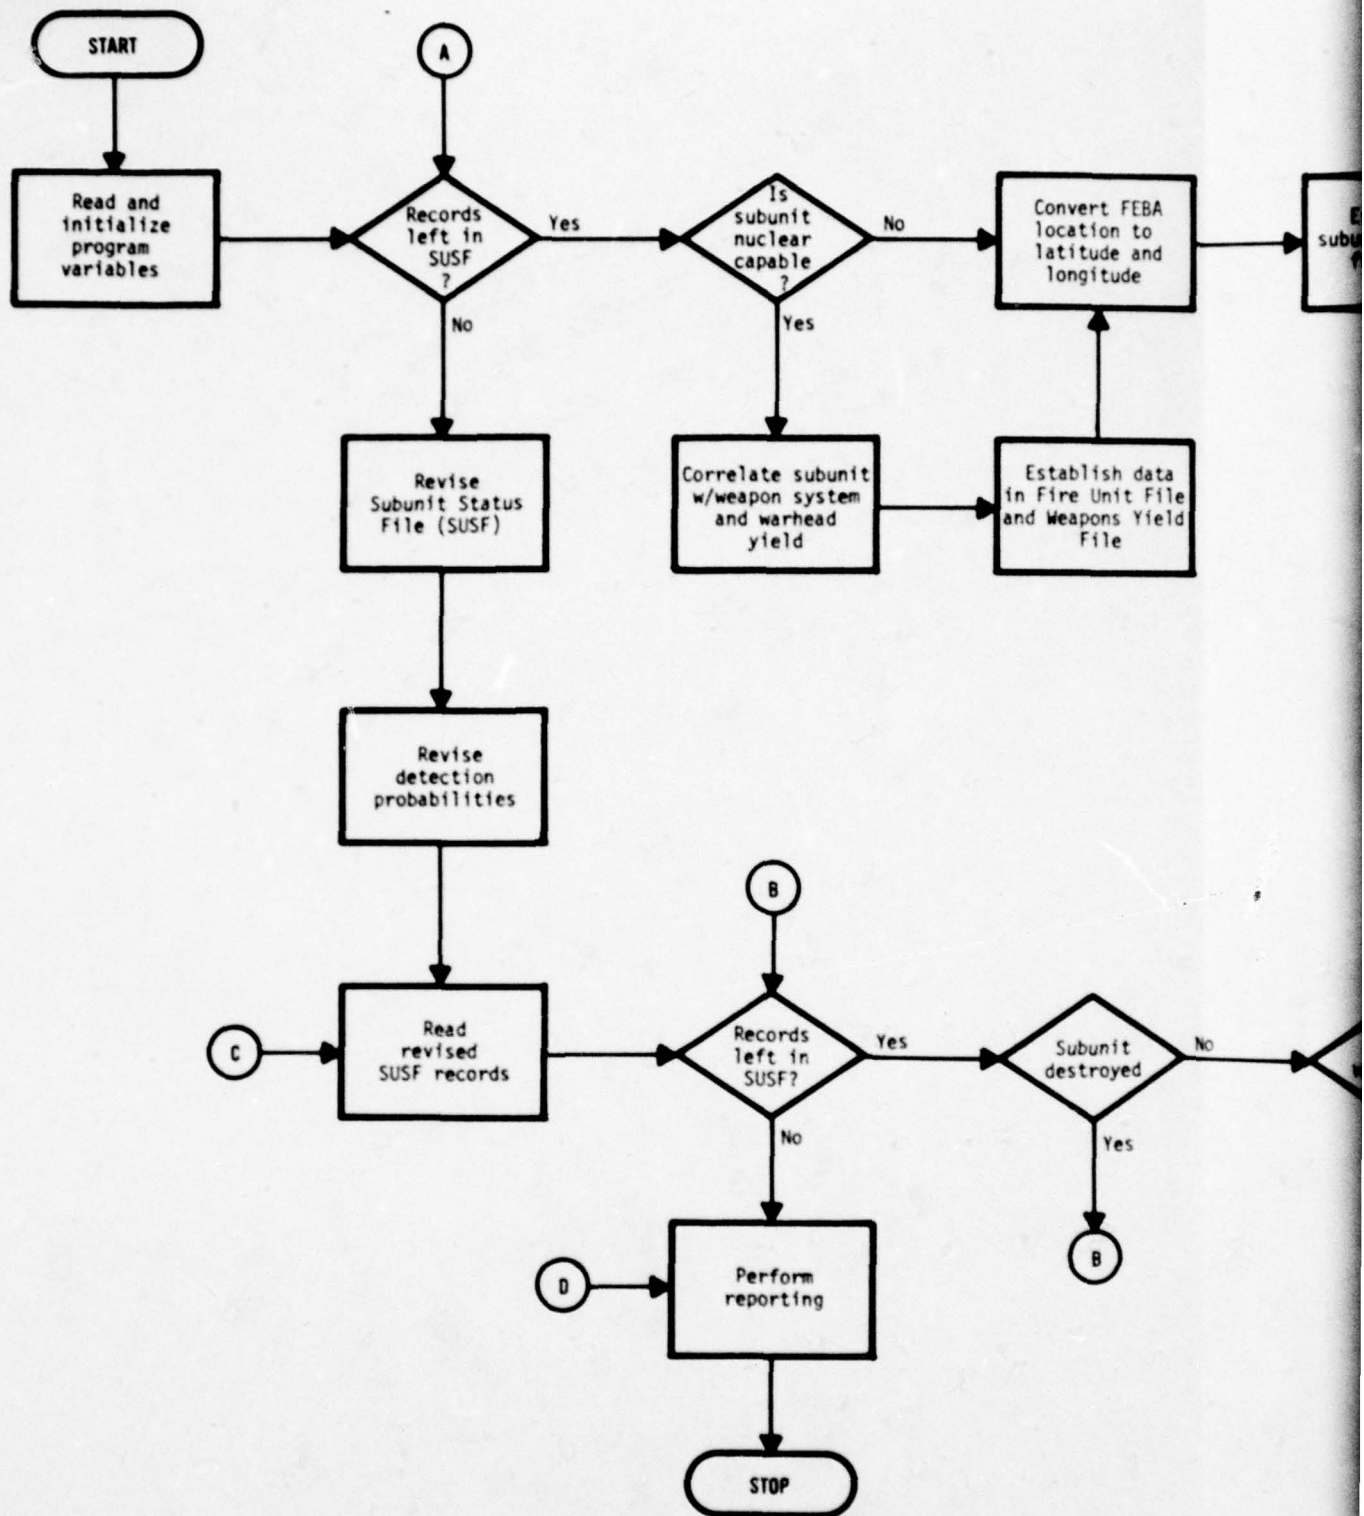 START
A
Read and
initialize
program
variables
Records
left in
SUSF
?
Yes
No
Is
subunit
nuclear
capable
?
No
Yes
Convert FEBA
location to
latitude and
longitude
Revise
Subunit Status
File (SUSF)
Correlate subunit
w/weapon system
and warhead
yield
Establish data
in Fire Unit File
and Weapons Yield
File
Revise
detection
probabilities
B
C
Read
revised
SUSF records
Records
left in
SUSF?
Yes
No
Subunit
destroyed
No
Yes
B
D
Perform
reporting
STOP